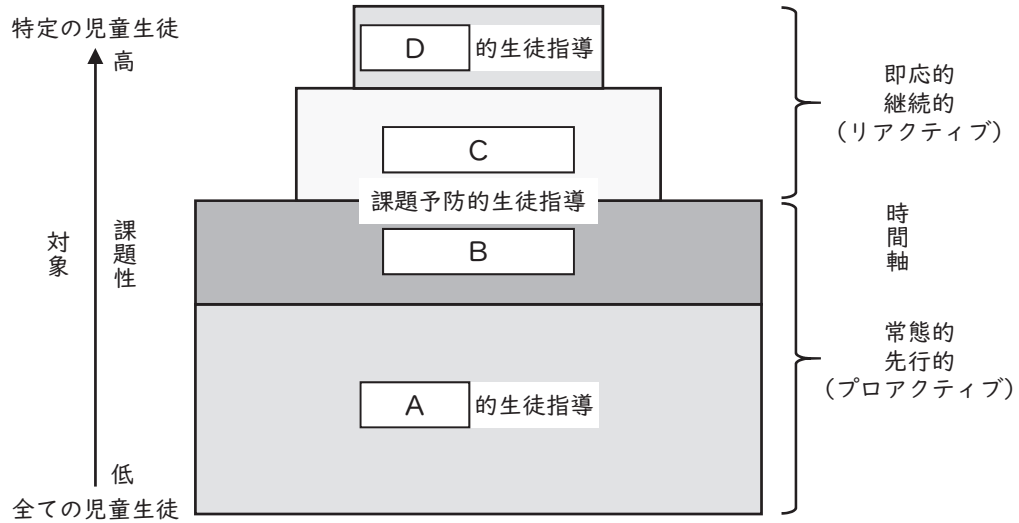 特定の児童生徒
高
対象
課題性
低
全ての児童生徒
D 的生徒指導
C
課題予防的生徒指導
B
A 的生徒指導
即応的
継続的
(リアクティブ)
時間軸
常態的
先行的
(プロアクティブ)